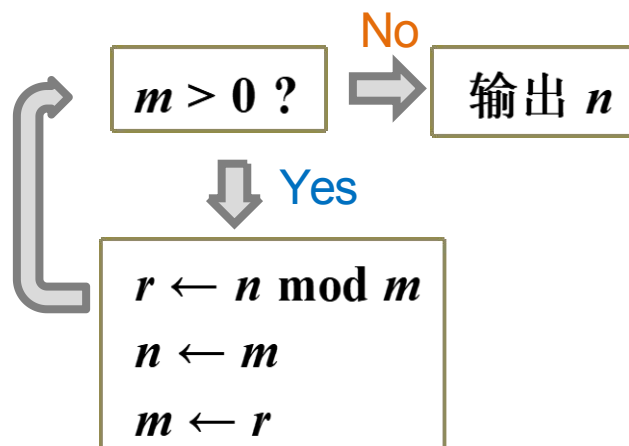 No
m > 0 ?
输出 n
Yes
r ← n mod m
n ← m
m ← r